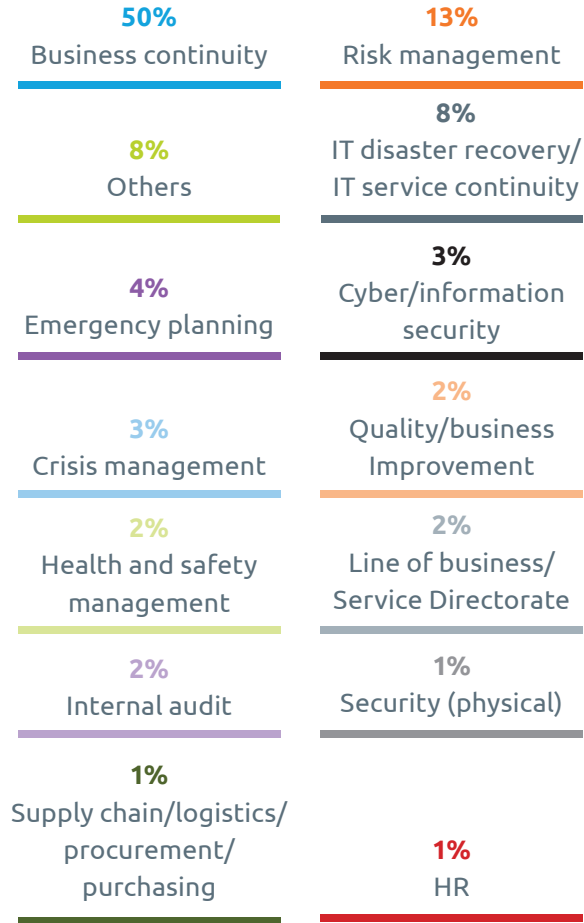 50%
Business continuity
13%
Risk management
8%
Others
8%
IT disaster recovery/
IT service continuity
4%
Emergency planning
3%
Cyber/information
security
3%
Crisis management
2%
Quality/business
Improvement
2%
Health and safety
management
2%
Line of business/
Service Directorate
2%
Internal audit
1%
Security (physical)
1%
Supply chain/logistics/
procurement/
purchasing
1%
HR